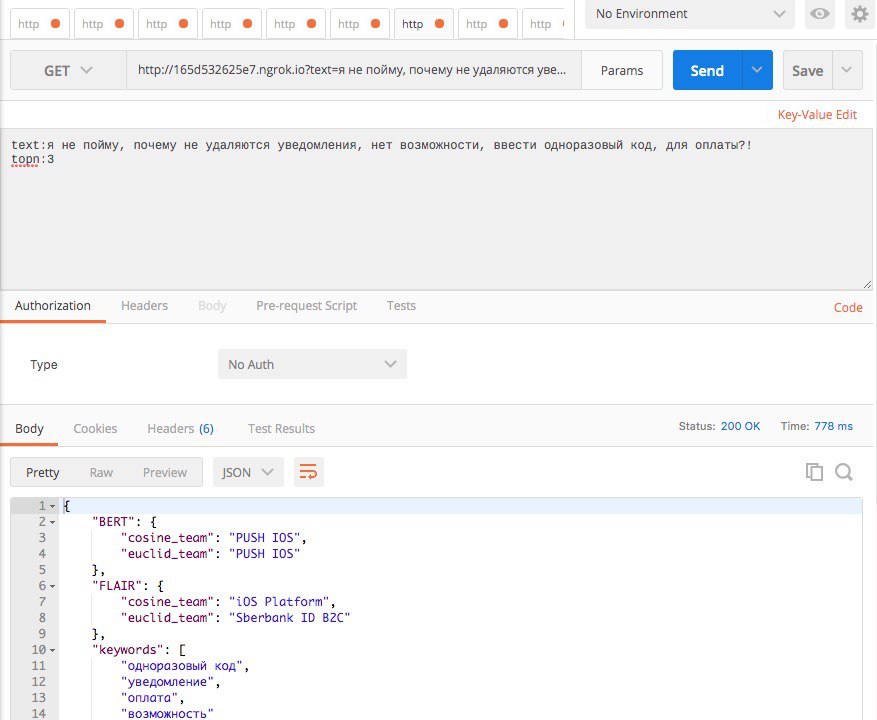 http http http http http http http http http No Environment
GET http://165d532625e7.ngrok.io?text=я не пойму, почему не удаляются уве... Params Send Save
Key-Value Edit
text:я не пойму, почему не удаляются уведомления, нет возможности, ввести одноразовый код, для оплаты?!
topn:3
Authorization Headers Body Pre-request Script Tests Code
Type No Auth
Body Cookies Headers (6) Test Results Status: 200 OK Time: 778 ms
Pretty Raw Preview JSON
1 {
2 "BERT": {
3 "cosine_team": "PUSH IOS",
4 "euclid_team": "PUSH IOS"
5 },
6 "FLAIR": {
7 "cosine_team": "iOS Platform",
8 "euclid_team": "Sberbank ID B2C"
9 },
10 "keywords": [
11 "одноразовый код",
12 "уведомление",
13 "оплата",
14 "возможность"